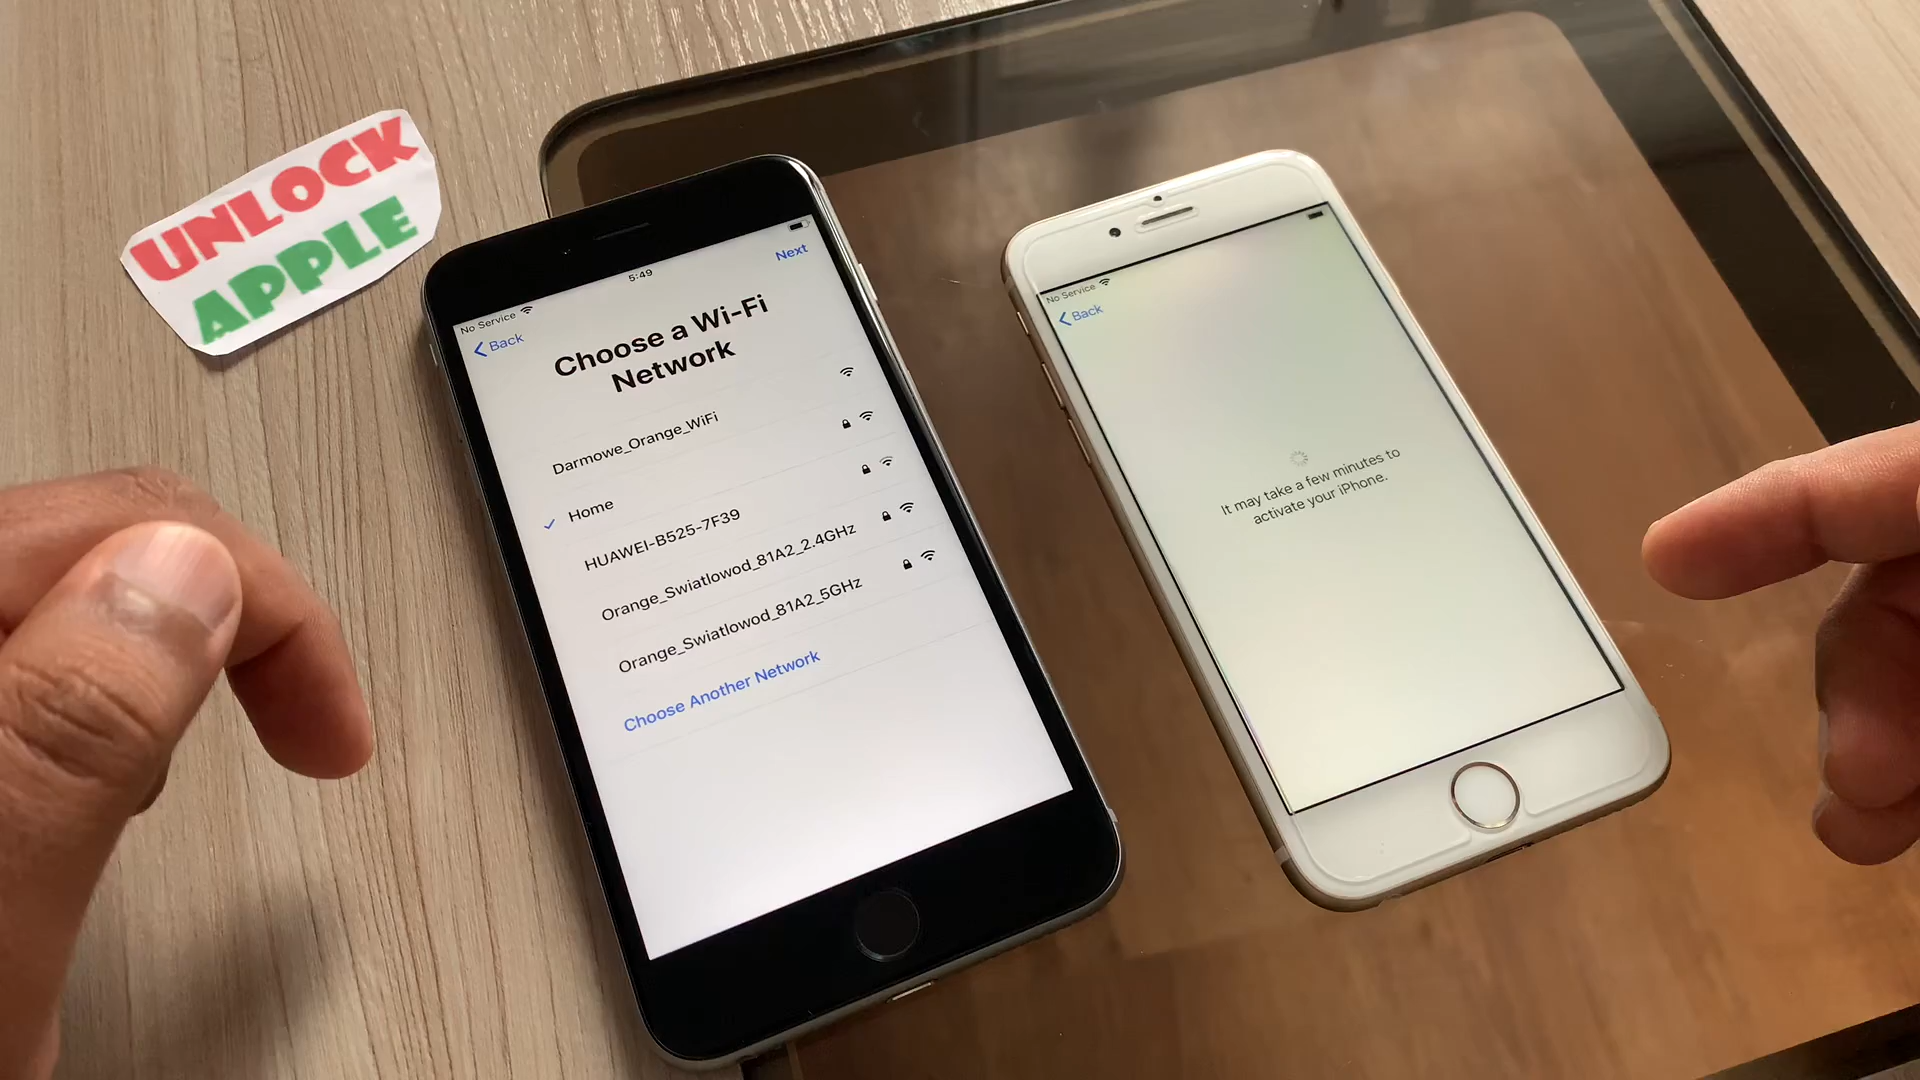 UNLOCK
APPLE
No Service
5:49
Back
Next
Choose a Wi-Fi
Network
Darmowe_Orange_WiFi
Home
HUAWEI-B525-7F39
Orange_Swiatlowod_81A2_2.4GHz
Orange_Swiatlowod_81A2_5GHz
Choose Another Network
No Service
Back
It may take a few minutes to
activate your iPhone.